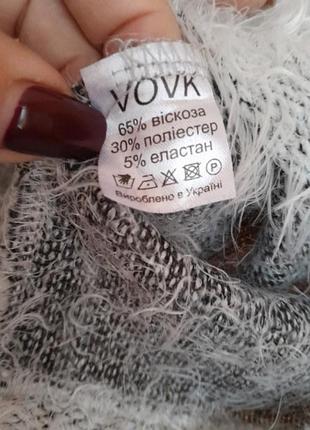 VOVK
65% віскоза
30% поліестер
5% еластан
P
Вироблено в Україні